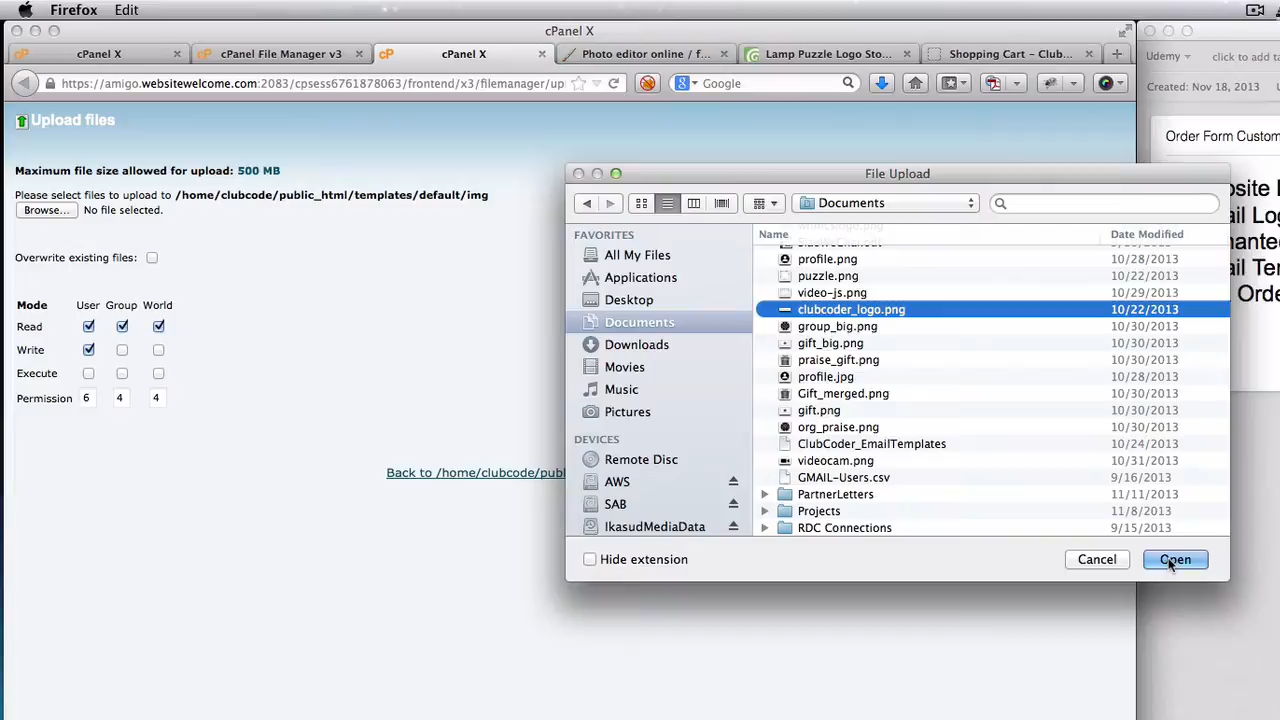 Firefox Edit
cPanel X
cPanel X
cPanel File Manager v3
cPanel X
Photo editor online / f...
Lamp Puzzle Logo Sto...
Shopping Cart - Club...
Udemy
click to add ta
https://amigo.websitewelcome.com:2083/cpsess6761878063/frontend/x3/filemanager/up
Google
Created: Nov 18, 2013
Upload files
Order Form Custom
Maximum file size allowed for upload: 500 MB
Please select files to upload to /home/clubcode/public_html/templates/default/img
Browse... No file selected.
Overwrite existing files:
Mode User Group World
Read
Write
Execute
Permission 6 4 4
Back to /home/clubcode/publ
File Upload
Documents
FAVORITES
All My Files
Applications
Desktop
Documents
Downloads
Movies
Music
Pictures
DEVICES
Remote Disc
AWS
SAB
IkasudMediaData
Name Date Modified
profile.png 10/28/2013
puzzle.png 10/22/2013
video-js.png 10/29/2013
clubcoder_logo.png 10/22/2013
group_big.png 10/30/2013
gift_big.png 10/30/2013
praise_gift.png 10/30/2013
profile.jpg 10/28/2013
Gift_merged.png 10/30/2013
gift.png 10/30/2013
org_praise.png 10/30/2013
ClubCoder_EmailTemplates 10/24/2013
videocam.png 10/31/2013
GMAIL-Users.csv 9/16/2013
PartnerLetters 11/11/2013
Projects 11/8/2013
RDC Connections 9/15/2013
Hide extension
Cancel
Open
bsite
ail Log
hanted
ail Ter
Orde